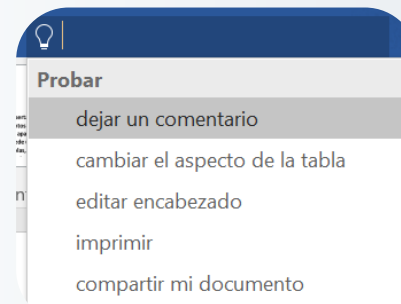 Probar
dejar un comentario
cambiar el aspecto de la tabla
editar encabezado
imprimir
compartir mi documento